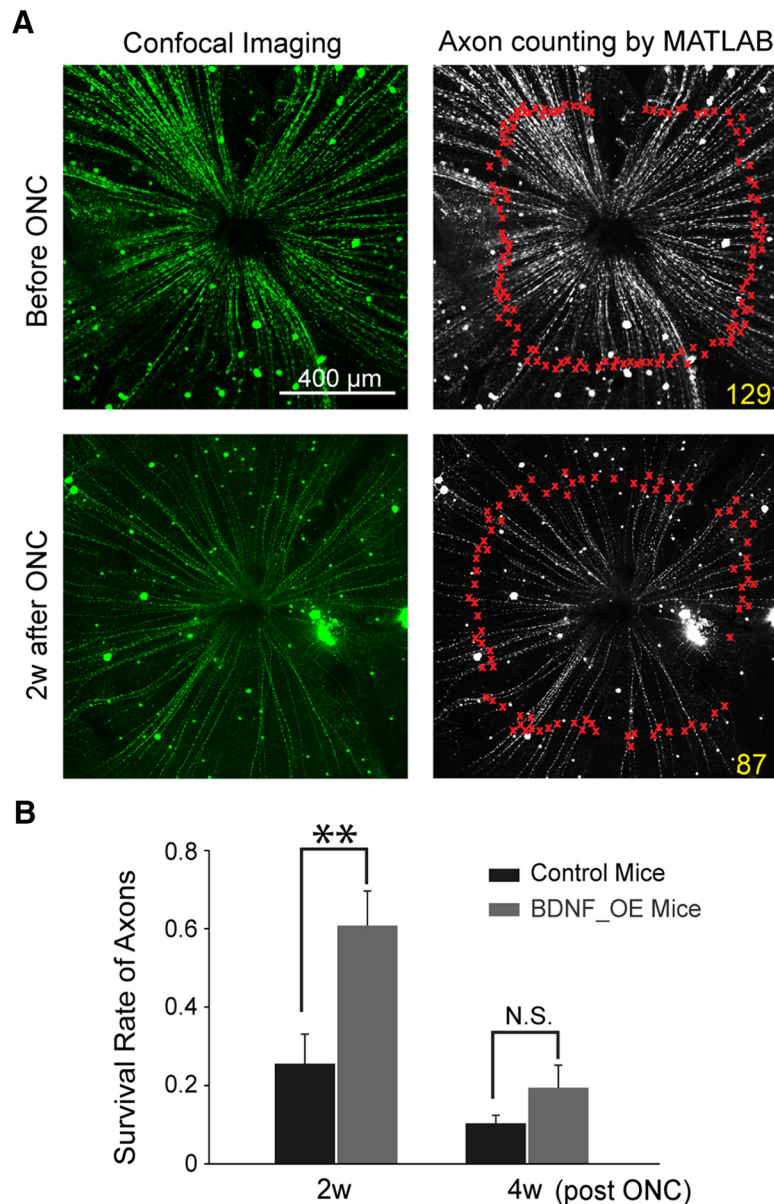 A
Confocal Imaging
Axon counting by MATLAB
Before ONC
400 µm
129
2w after ONC
87
B
Survival Rate of Axons
0.8
0.6
0.4
0.2
0
**
N.S.
Control Mice
BDNF_OE Mice
2w
4w (post ONC)